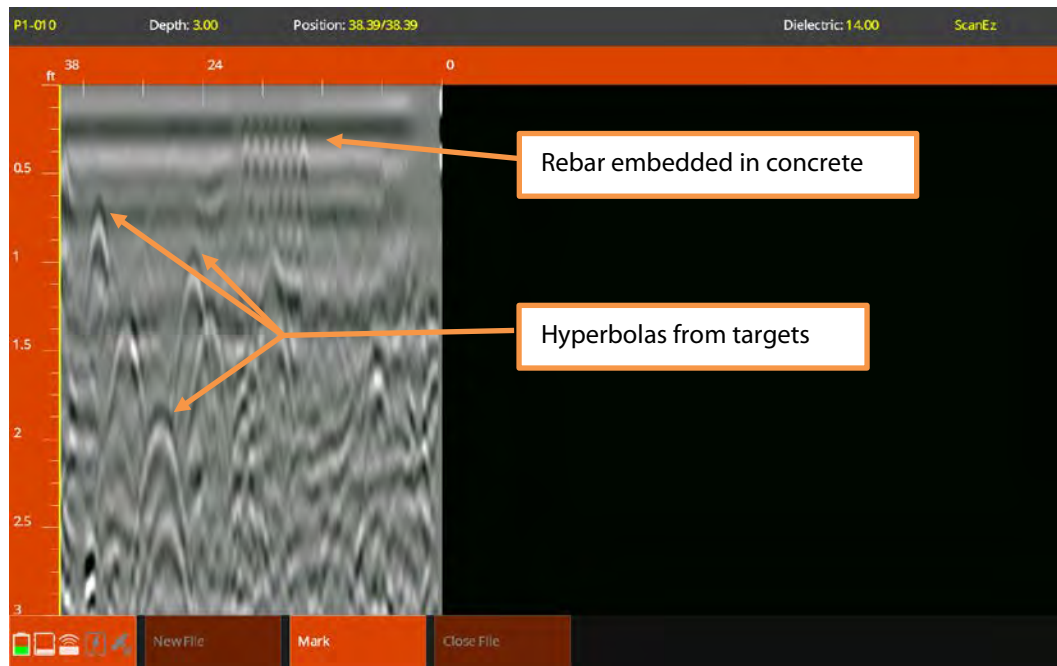 P1-010 Depth: 3.00 Position: 38.39/38.39 Dielectric: 14.00 ScanEz
ft 38 24 0
0.5
Rebar embedded in concrete
1
Hyperbolas from targets
1.5
2
2.5
3
New File Mark Close File